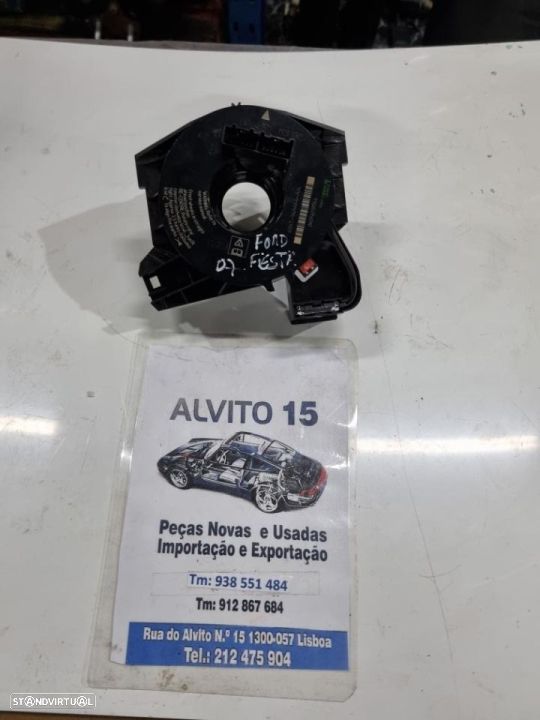 FORD
07 FIESTA
ALVITO 15
Peças Novas e Usadas
Importação e Exportação
Tm: 938 551 484
Tm: 912 867 684
Rua do Alvito N.º 15 1300-057 Lisboa
Tel.: 212 475 904
STANDVIRTUAL